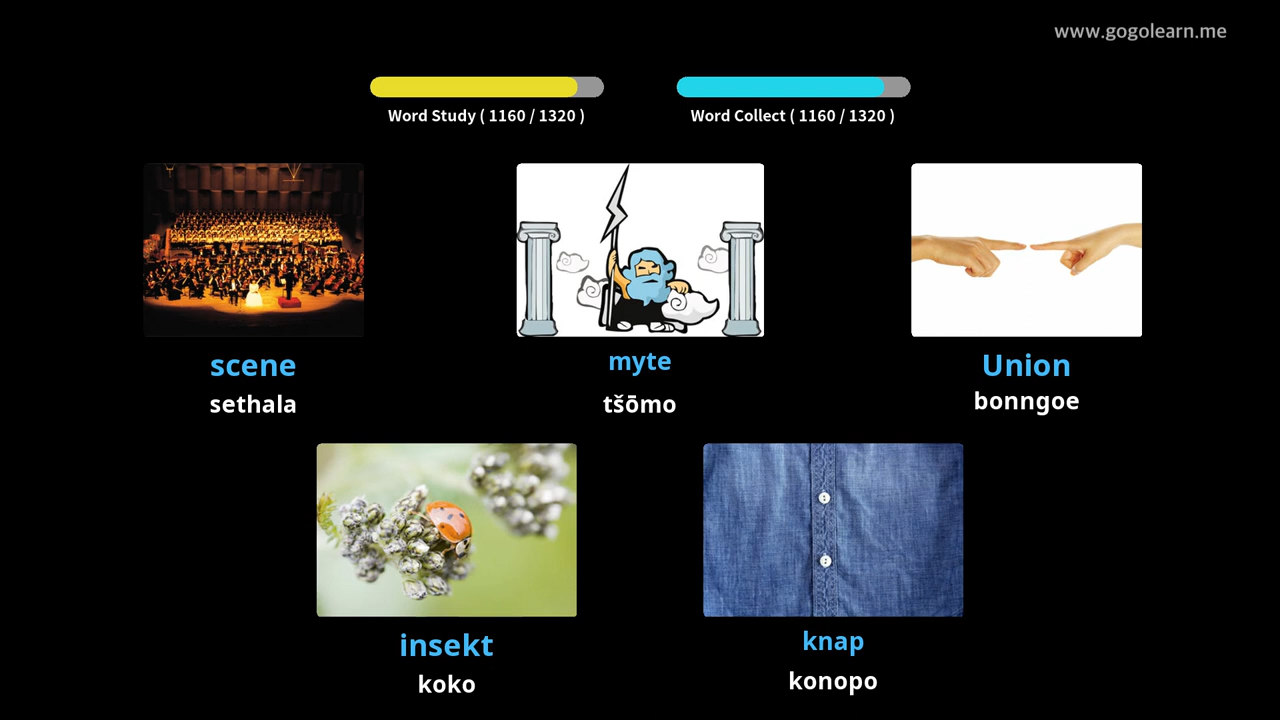 www.gogolearn.me
Word Study ( 1160 / 1320 )
Word Collect ( 1160 / 1320 )
scene
sethala
myte
tšōmo
Union
bonngoe
insekt
koko
knap
konopo